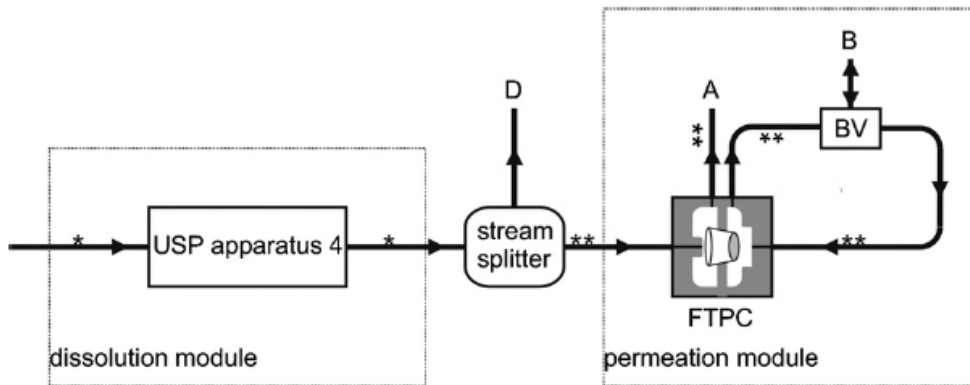 B
D
A
**
**
BV
*
USP apparatus 4
*
stream
splitter
**
**
FTPC
dissolution module
permeation module